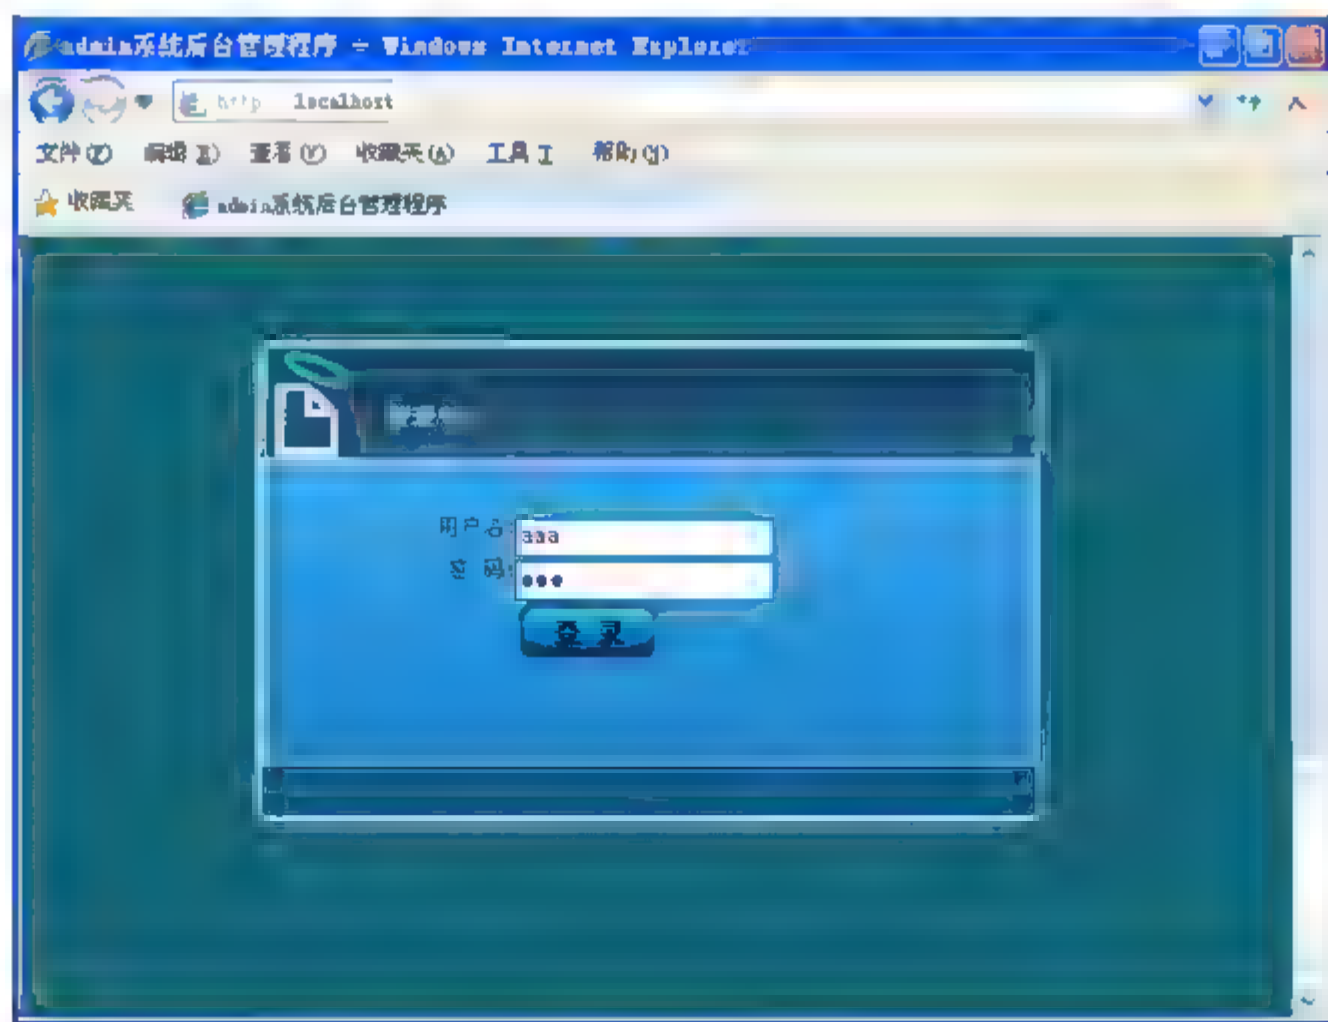 admin系统后台管理程序 - Windows Internet Explorer
http localhost
文件(F) 编辑(E) 查看(V) 收藏夹(A) 工具(T) 帮助(H)
收藏夹 admin系统后台管理程序
用户名: aaa
密 码: ●●●
登 录